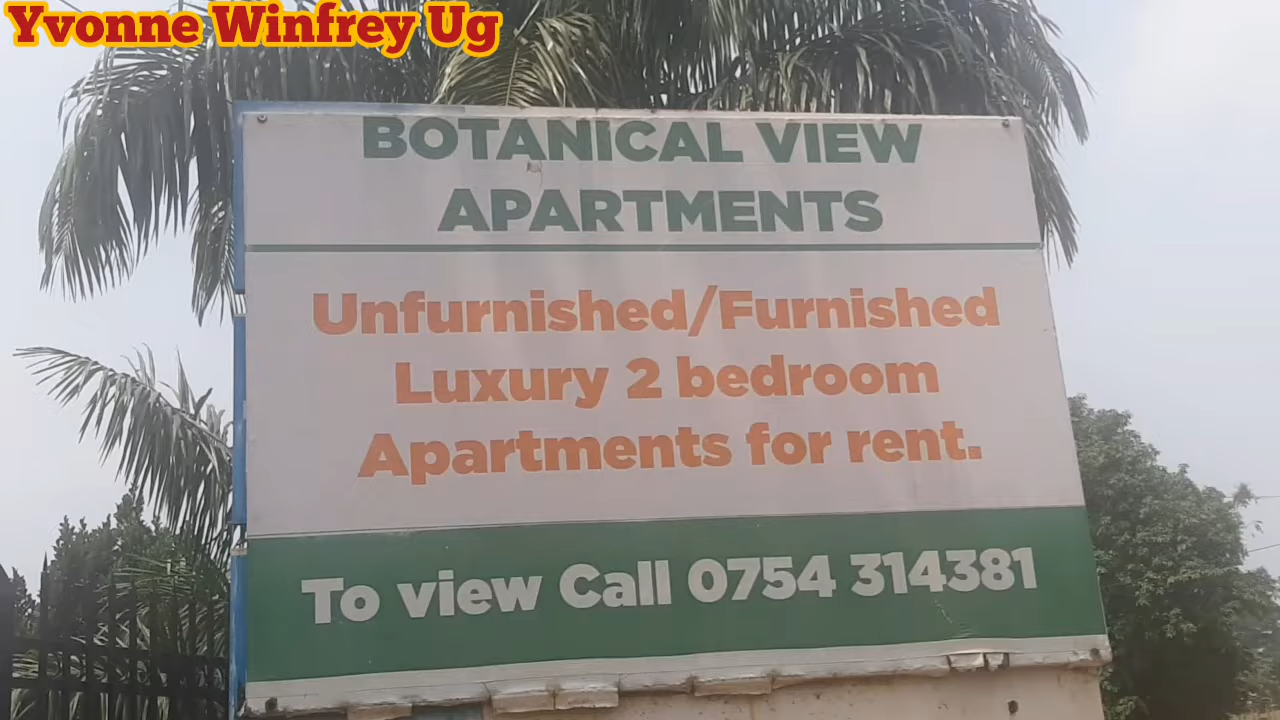 Yvonne Winfrey Ug
BOTANICAL VIEW
APARTMENTS
Unfurnished/Furnished
Luxury 2 bedroom
Apartments for rent.
To view Call 0754 314381